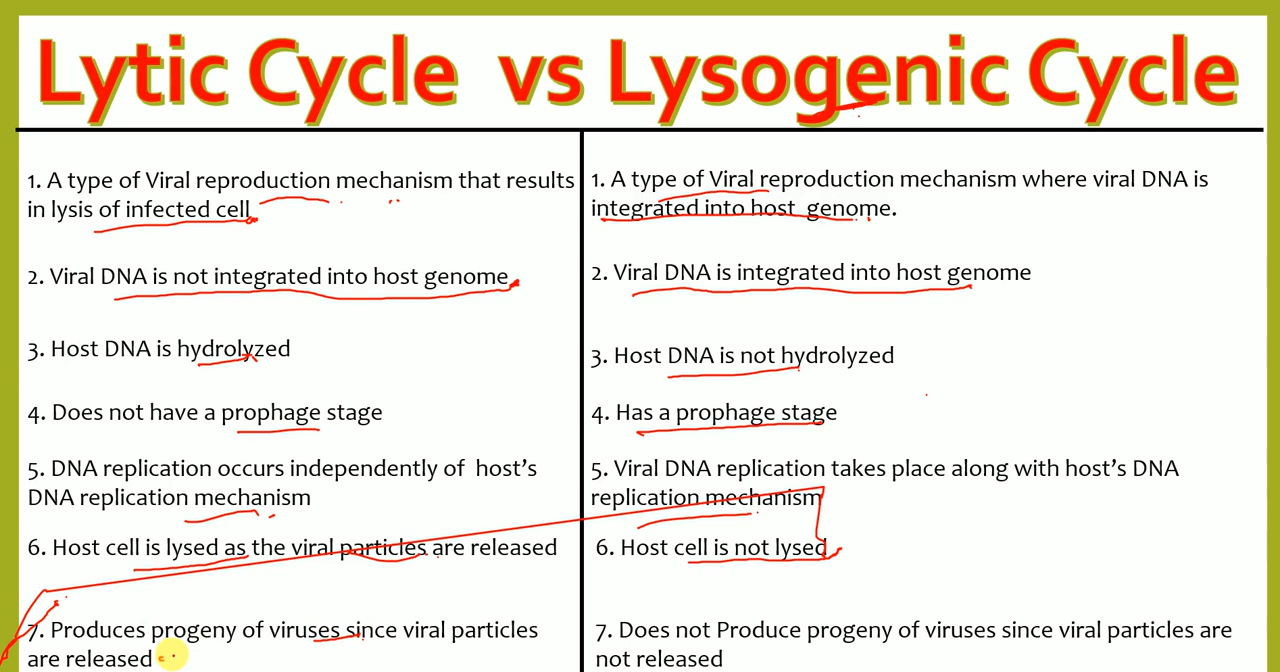 Lytic Cycle vs Lysogenic Cycle
1. A type of Viral reproduction mechanism that results
in lysis of infected cell
2. Viral DNA is not integrated into host genome
3. Host DNA is hydrolyzed
4. Does not have a prophage stage
5. DNA replication occurs independently of host's
DNA replication mechanism
6. Host cell is lysed as the viral particles are released
7. Produces progeny of viruses since viral particles
are released
1. A type of Viral reproduction mechanism where viral DNA is
integrated into host genome.
2. Viral DNA is integrated into host genome
3. Host DNA is not hydrolyzed
4. Has a prophage stage
5. Viral DNA replication takes place along with host's DNA
replication mechanism
6. Host cell is not lysed
7. Does not Produce progeny of viruses since viral particles are
not released